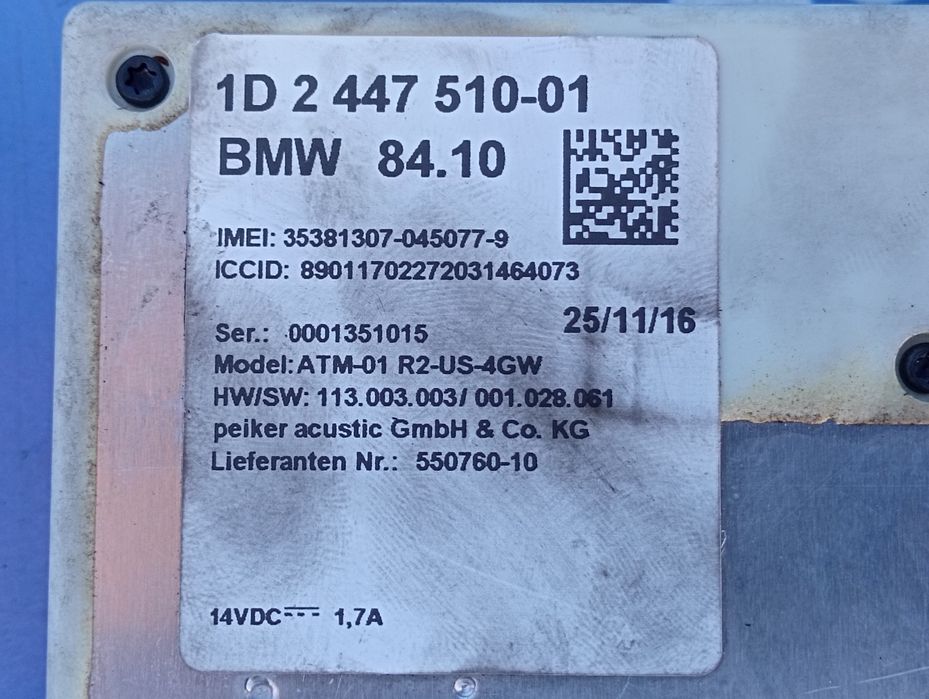 1D 2 447 510-01
BMW 84.10
IMEI: 35381307-045077-9
ICCID: 89011702272031464073
25/11/16
Ser.: 0001351015
Model: ATM-01 R2-US-4GW
HW/SW: 113.003.003/ 001.028.061
peiker acustic GmbH & Co. KG
Lieferanten Nr.: 550760-10
14VDC⎓ 1,7A